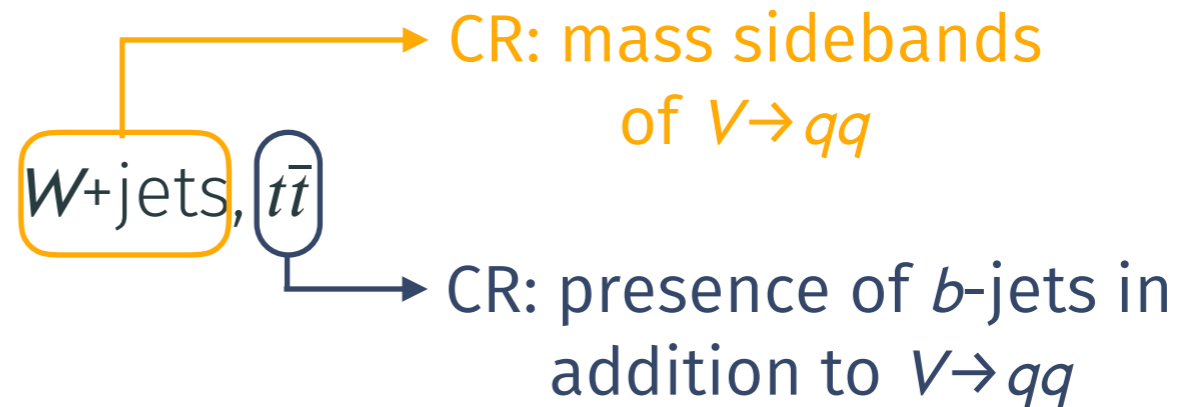 CR: mass sidebands
of V→qq
W+jets, tt̄
CR: presence of b-jets in
addition to V→qq